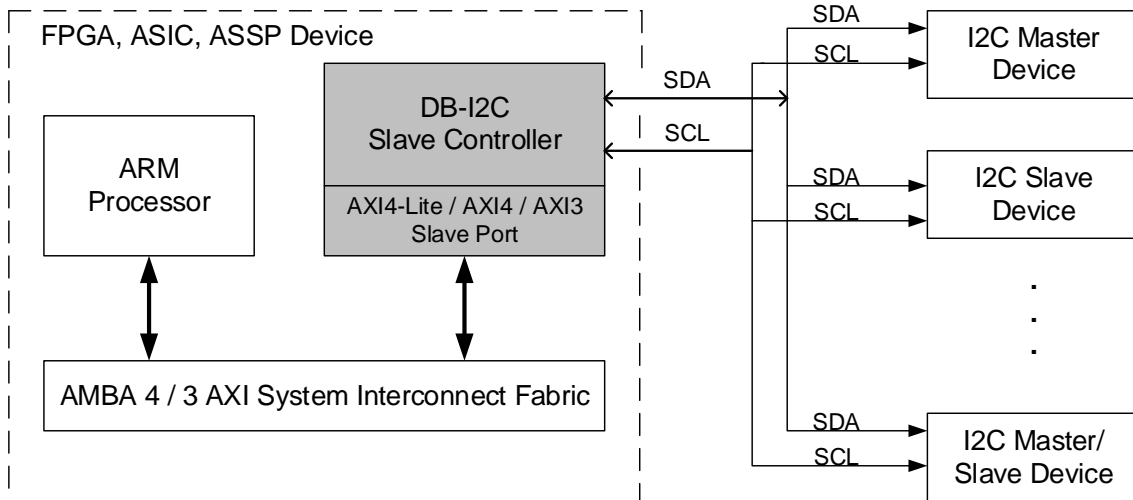 FPGA, ASIC, ASSP Device
ARM
Processor
DB-I2C
Slave Controller
AXI4-Lite / AXI4 / AXI3
Slave Port
AMBA 4 / 3 AXI System Interconnect Fabric
SDA
SCL
SDA
SCL
I2C Master
Device
SDA
SCL
I2C Slave
Device
.
.
.
SDA
SCL
I2C Master/
Slave Device